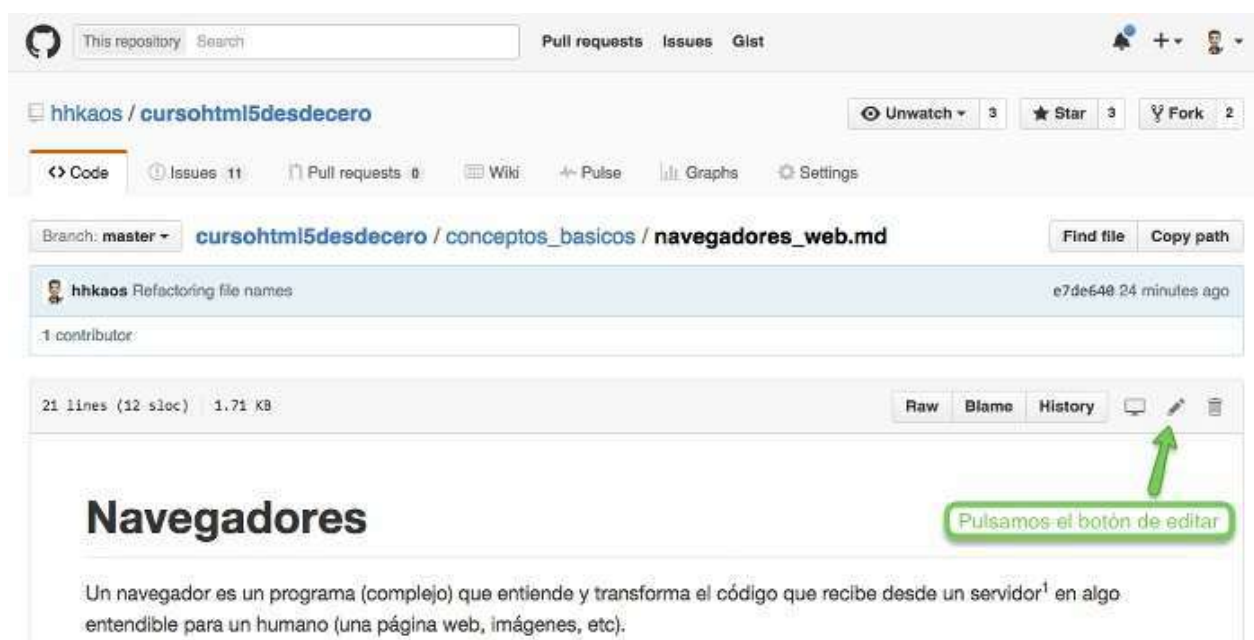 This repository Search Pull requests Issues Gist
hhkaos / cursohtml5desdecero Unwatch 3 Star 3 Fork 2
<> Code Issues 11 Pull requests 0 Wiki Pulse Graphs Settings
Branch: master cursohtml5desdecero / conceptos_basicos / navegadores_web.md Find file Copy path
hhkaos Refactoring file names e7de640 24 minutes ago
1 contributor
21 lines (12 sloc) 1.71 KB Raw Blame History
Navegadores
Pulsamos el botón de editar
Un navegador es un programa (complejo) que entiende y transforma el código que recibe desde un servidor1 en algo
entendible para un humano (una página web, imágenes, etc).